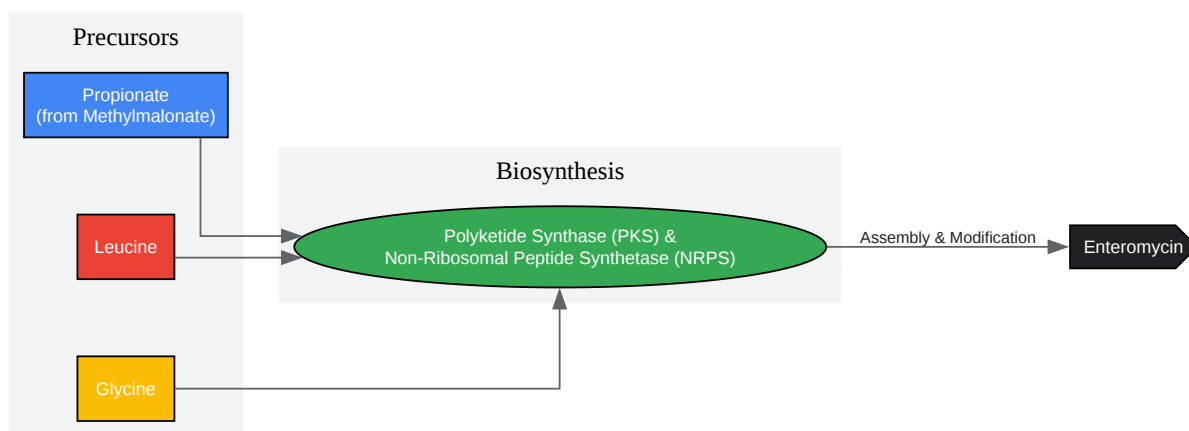 Precursors
Propionate
(from Methylmalonate)
Leucine
Glycine
Biosynthesis
Polyketide Synthase (PKS) &
Non-Ribosomal Peptide Synthetase (NRPS)
Assembly & Modification
Enteromycin